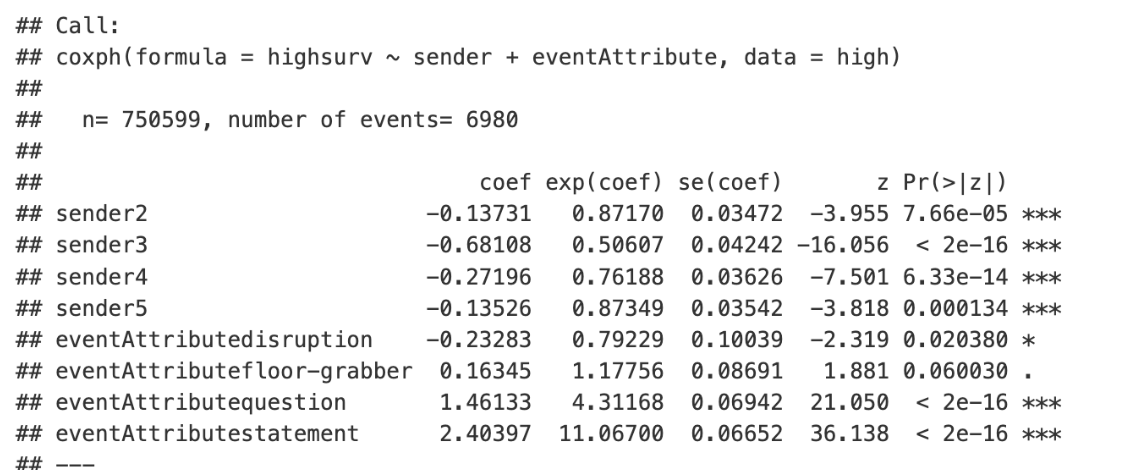 ## Call:
## coxph(formula = highsurv ~ sender + eventAttribute, data = high)
##
##   n= 750599, number of events= 6980
##
##                              coef exp(coef) se(coef)       z Pr(>|z|)
## sender2                  -0.13731   0.87170  0.03472  -3.955 7.66e-05 ***
## sender3                  -0.68108   0.50607  0.04242 -16.056  < 2e-16 ***
## sender4                  -0.27196   0.76188  0.03626  -7.501 6.33e-14 ***
## sender5                  -0.13526   0.87349  0.03542  -3.818 0.000134 ***
## eventAttributedisruption -0.23283   0.79229  0.10039  -2.319 0.020380 *
## eventAttributefloor-grabber  0.16345   1.17756  0.08691   1.881 0.060030 .
## eventAttributequestion    1.46133   4.31168  0.06942  21.050  < 2e-16 ***
## eventAttributestatement   2.40397  11.06700  0.06652  36.138  < 2e-16 ***
## ---